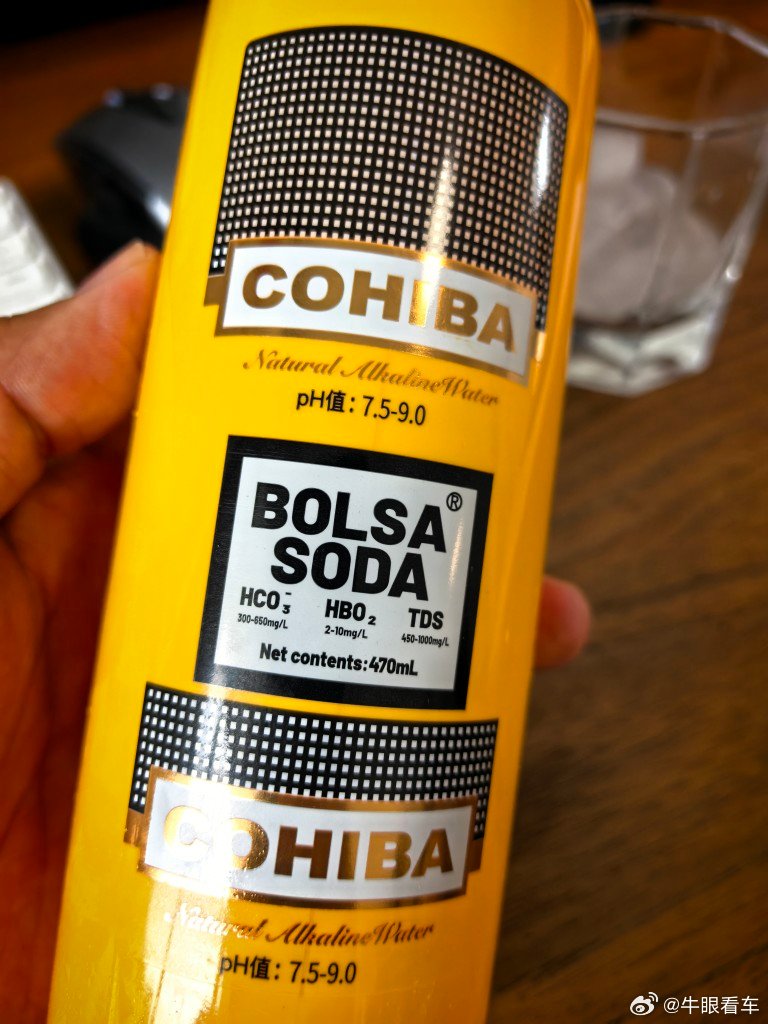 COHIBA
Natural Alkaline Water
pH值：7.5-9.0
BOLSA®
SODA
HCO₃⁻ HBO₂ TDS
300-650mg/L 2-10mg/L 450-1000mg/L
Net contents:470mL
COHIBA
Natural Alkaline Water
pH值：7.5-9.0
@牛眼看车